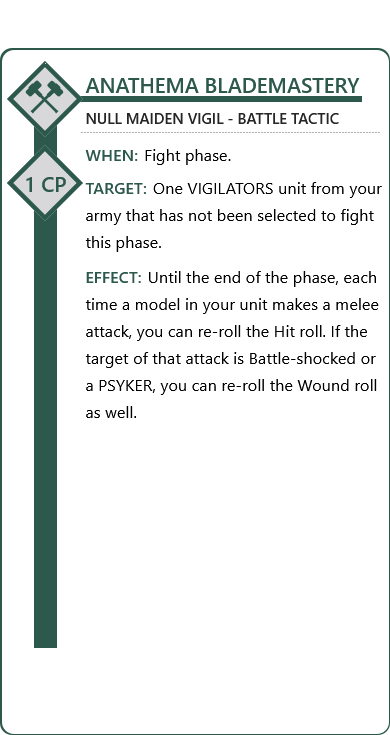 ANATHEMA BLADEMASTERY
NULL MAIDEN VIGIL - BATTLE TACTIC
1 CP
WHEN: Fight phase.
TARGET: One VIGILATORS unit from your
army that has not been selected to fight
this phase.
EFFECT: Until the end of the phase, each
time a model in your unit makes a melee
attack, you can re-roll the Hit roll. If the
target of that attack is Battle-shocked or
a PSYKER, you can re-roll the Wound roll
as well.